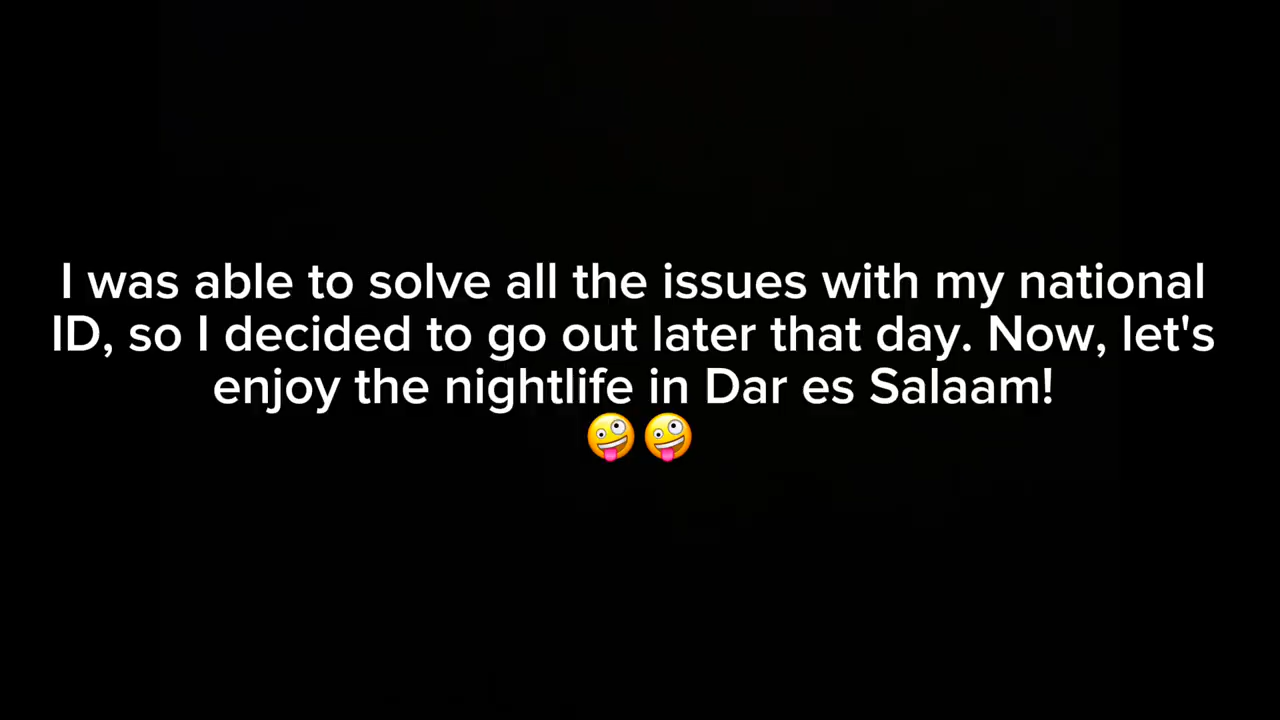 I was able to solve all the issues with my national
ID, so I decided to go out later that day. Now, let's
enjoy the nightlife in Dar es Salaam!
🤪🤪